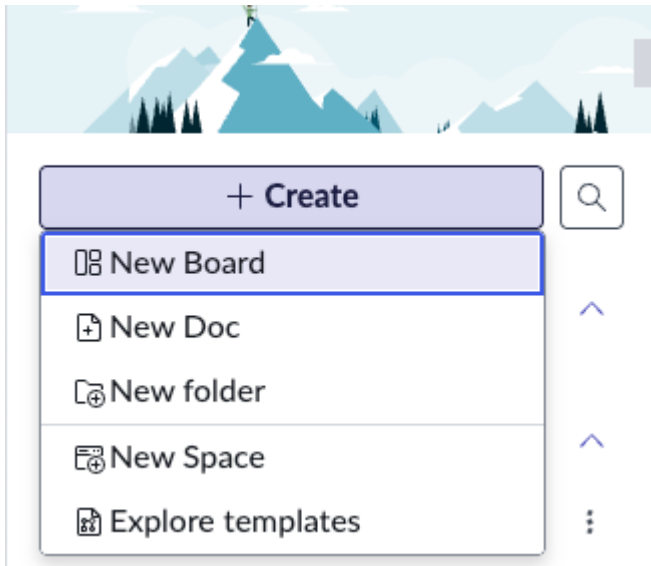 + Create
New Board
New Doc
New folder
New Space
Explore templates